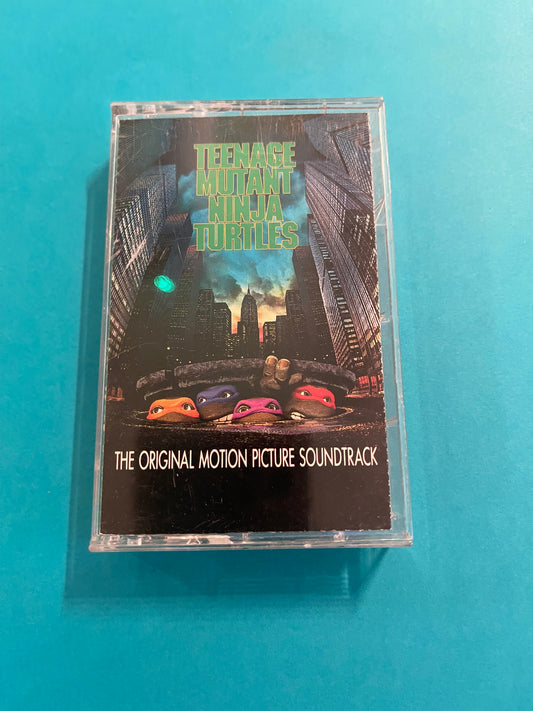 TEENAGE
MUTANT
NINJA
TURTLES
THE ORIGINAL MOTION PICTURE SOUNDTRACK